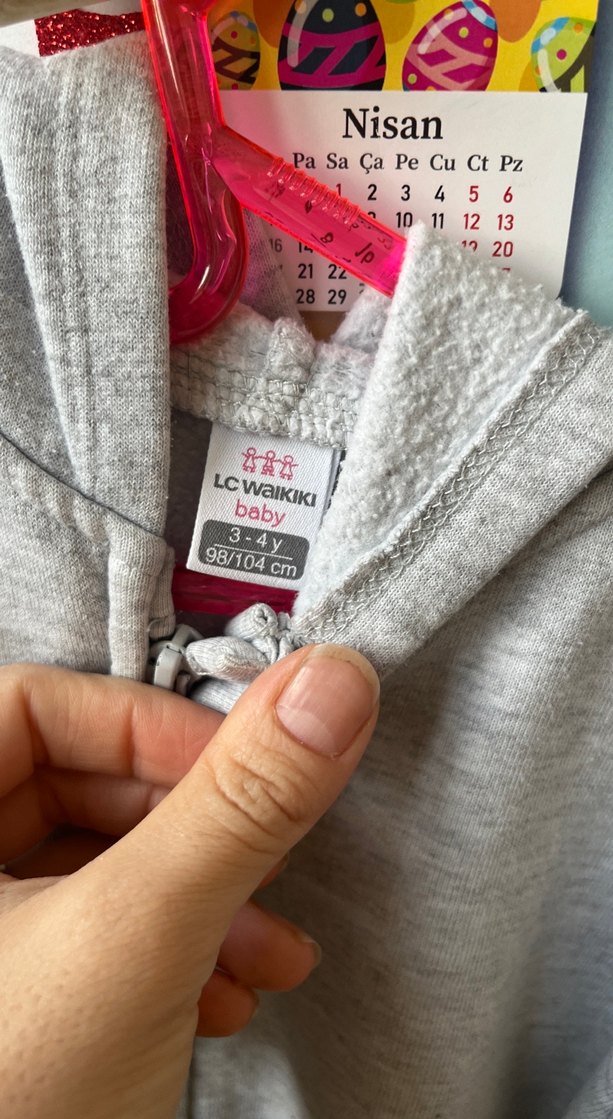 Nisan
Pa Sa Ça Pe Cu Ct Pz
1 2 3 4 5 6
10 11 12 13
20
21 22
28 29
LC WAIKIKI
baby
3 - 4 y
98/104 cm